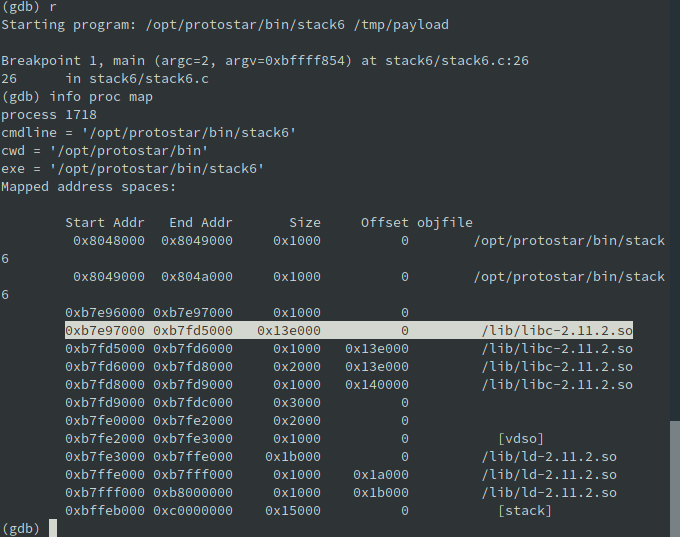 (gdb) r
Starting program: /opt/protostar/bin/stack6 /tmp/payload
Breakpoint 1, main (argc=2, argv=0xbffff854) at stack6/stack6.c:26
26      in stack6/stack6.c
(gdb) info proc map
process 1718
cmdline = '/opt/protostar/bin/stack6'
cwd = '/opt/protostar/bin'
exe = '/opt/protostar/bin/stack6'
Mapped address spaces:
Start Addr   End Addr       Size     Offset objfile
0x8048000  0x8049000     0x1000          0        /opt/protostar/bin/stack
6
0x8049000  0x804a000     0x1000          0        /opt/protostar/bin/stack
6
0xb7e96000 0xb7e97000     0x1000          0
0xb7e97000 0xb7fd5000   0x13e000          0         /lib/libc-2.11.2.so
0xb7fd5000 0xb7fd6000     0x1000   0x13e000         /lib/libc-2.11.2.so
0xb7fd6000 0xb7fd8000     0x2000   0x13e000         /lib/libc-2.11.2.so
0xb7fd8000 0xb7fd9000     0x1000   0x140000         /lib/libc-2.11.2.so
0xb7fd9000 0xb7fdc000     0x3000          0
0xb7fe0000 0xb7fe2000     0x2000          0
0xb7fe2000 0xb7fe3000     0x1000          0           [vdso]
0xb7fe3000 0xb7ffe000    0x1b000          0         /lib/ld-2.11.2.so
0xb7ffe000 0xb7fff000     0x1000    0x1a000         /lib/ld-2.11.2.so
0xb7fff000 0xb8000000     0x1000    0x1b000         /lib/ld-2.11.2.so
0xbffeb000 0xc0000000    0x15000          0           [stack]
(gdb)